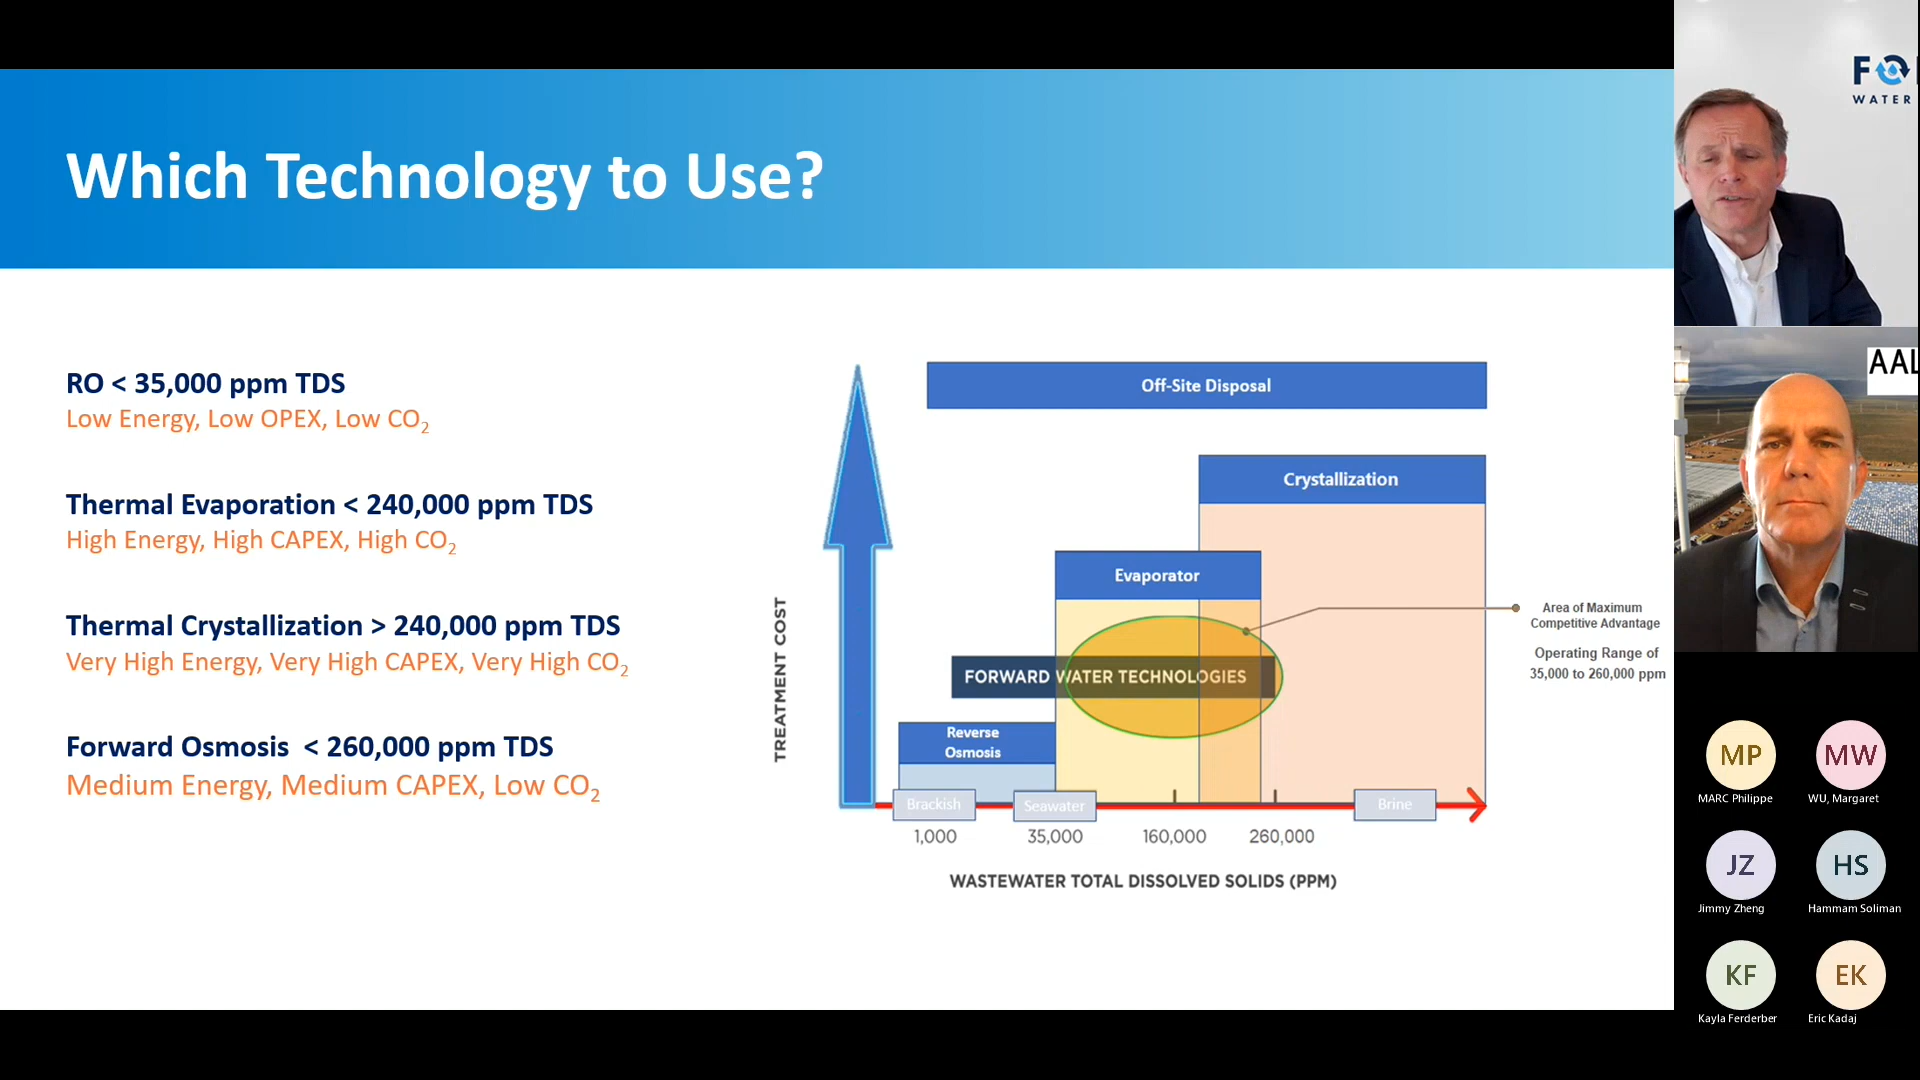 Which Technology to Use?
RO < 35,000 ppm TDS
Low Energy, Low OPEX, Low CO₂
Thermal Evaporation < 240,000 ppm TDS
High Energy, High CAPEX, High CO₂
Thermal Crystallization > 240,000 ppm TDS
Very High Energy, Very High CAPEX, Very High CO₂
Forward Osmosis < 260,000 ppm TDS
Medium Energy, Medium CAPEX, Low CO₂
TREATMENT COST
Off-Site Disposal
Crystallization
Evaporator
FORWARD WATER TECHNOLOGIES
Reverse
Osmosis
Area of Maximum
Competitive Advantage
Operating Range of
35,000 to 260,000 ppm
Brackish
Seawater
Brine
1,000
35,000
160,000
260,000
WASTEWATER TOTAL DISSOLVED SOLIDS (PPM)
WATER
AAL
MP
MARC Philippe
MW
WU, Margaret
JZ
Jimmy Zheng
HS
Hammam Soliman
KF
Kayla Ferderber
EK
Eric Kadaj